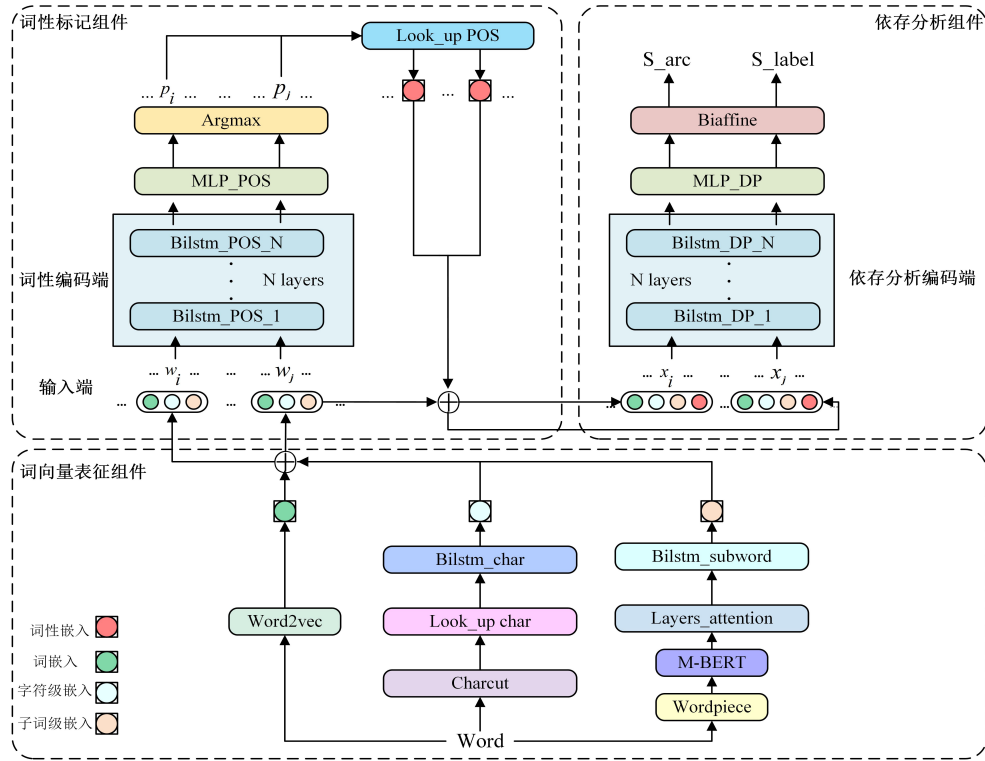 词性标记组件
Look_up POS
... p_i ... ... ... p_j ...
... ... ...
Argmax
MLP_POS
Bilstm_POS_N
N layers
Bilstm_POS_1
词性编码端
... w_i ... ... ... w_j ...
输入端
... ... ...
依存分析组件
S_arc
S_label
Biaffine
MLP_DP
Bilstm_DP_N
N layers
Bilstm_DP_1
依存分析编码端
... x_i ... ... ... x_j ...
... ... ...
词向量表征组件
Bilstm_char
Bilstm_subword
Word2vec
Look_up char
Layers_attention
M-BERT
Charcut
Wordpiece
Word
词性嵌入
词嵌入
字符级嵌入
子词级嵌入